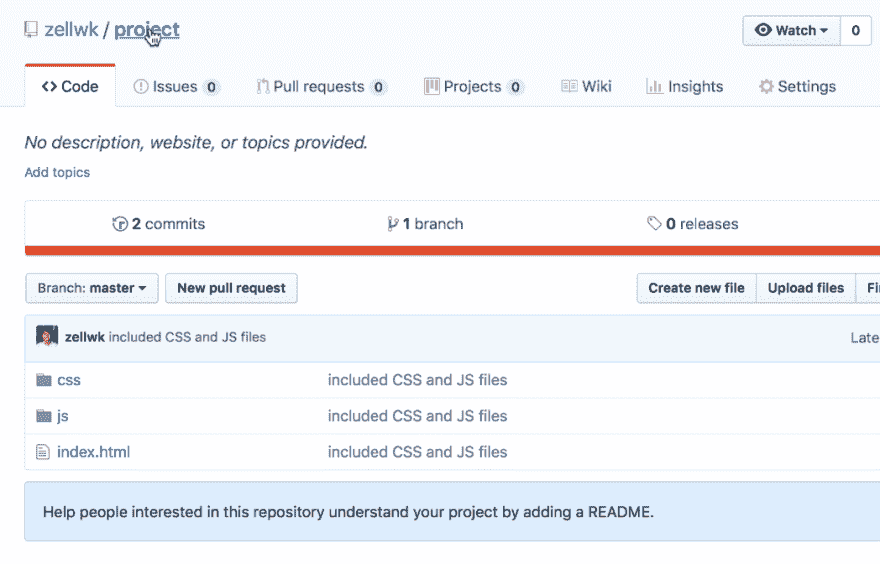 zellwk / project
Watch 0
Code Issues 0 Pull requests 0 Projects 0 Wiki Insights Settings
No description, website, or topics provided.
Add topics
2 commits 1 branch 0 releases
Branch: master New pull request Create new file Upload files Fi
zellwk included CSS and JS files Late
css included CSS and JS files
js included CSS and JS files
index.html included CSS and JS files
Help people interested in this repository understand your project by adding a README.